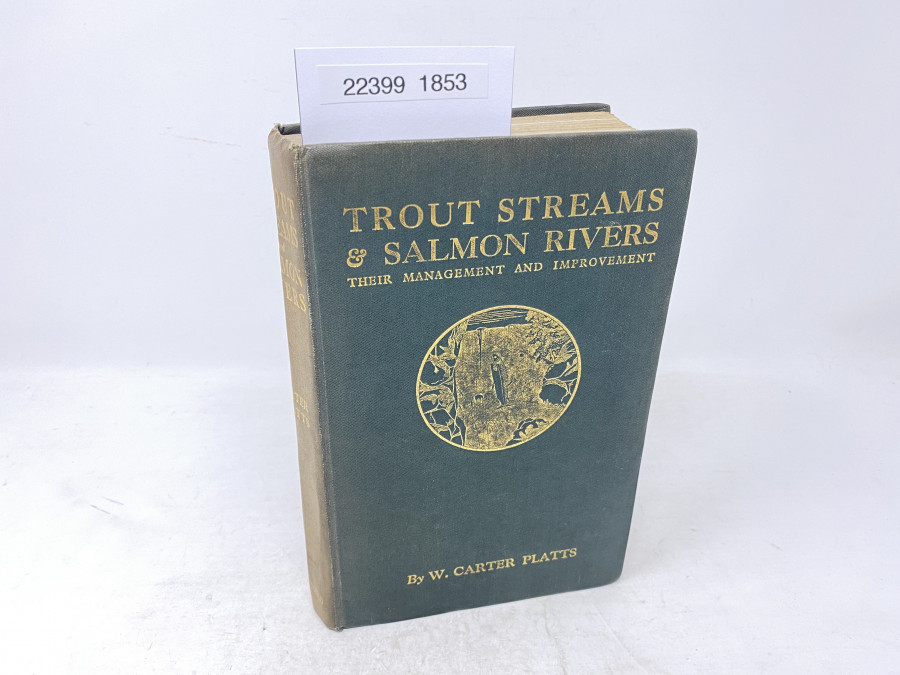 22399 1853
TROUT STREAMS
& SALMON RIVERS
THEIR MANAGEMENT AND IMPROVEMENT
By W. CARTER PLATTS